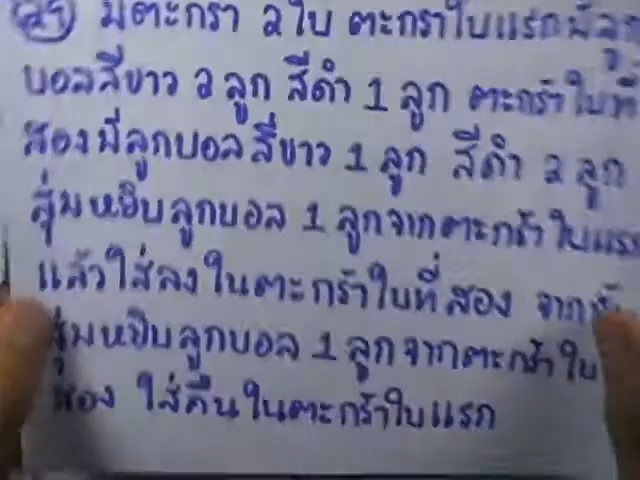 มีตะกร้า 2 ใบ ตะกร้าใบแรกมีลูก
บอลสีขาว 2 ลูก สีดำ 1 ลูก ตะกร้าใบที่
สองมีลูกบอลสีขาว 1 ลูก สีดำ 2 ลูก
สุ่มหยิบลูกบอล 1 ลูกจากตะกร้าใบแรก
แล้วใส่ลงในตะกร้าใบที่สอง จาก
สุ่มหยิบลูกบอล 1 ลูกจากตะกร้าใบ
สอง ใส่คืนในตะกร้าใบแรก